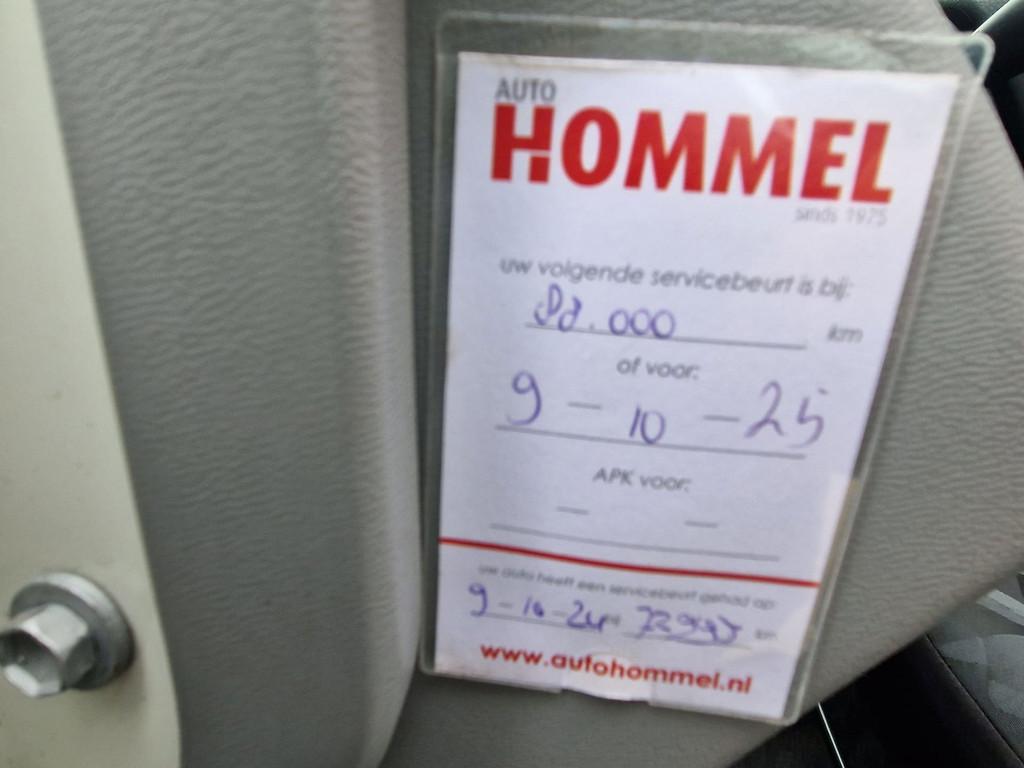 AUTO
HOMMEL
sinds 1975
uw volgende servicebeurt is bij:
000 km
of voor:
9 - 10 - 25
APK voor:
- -
uw auto heeft een servicebeurt gehad op:
9-10-24 km
www.autohommel.nl